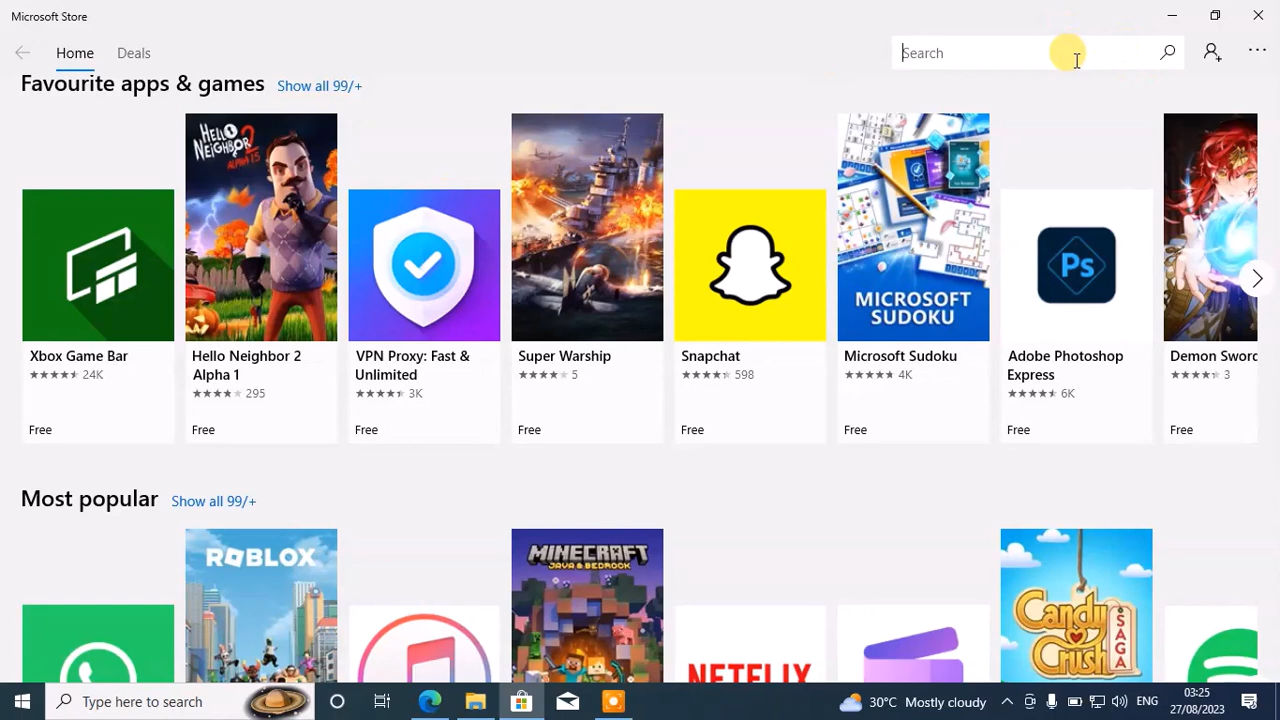 Microsoft Store
Home
Deals
Search
Favourite apps & games
Show all 99/+
HELLO
NEIGHBOR 2
ALPHA 1.5
MICROSOFT
SUDOKU
Ps
Xbox Game Bar
24K
Free
Hello Neighbor 2
Alpha 1
295
Free
VPN Proxy: Fast &
Unlimited
3K
Free
Super Warship
5
Free
Snapchat
598
Free
Microsoft Sudoku
4K
Free
Adobe Photoshop
Express
6K
Free
Demon Sword
3
Free
Most popular
Show all 99/+
ROBLOX
MINECRAFT
JAVA & BEDROCK
NETFLIX
Candy
Crush
SAGA
Type here to search
30°C Mostly cloudy
ENG
03:25
27/08/2023